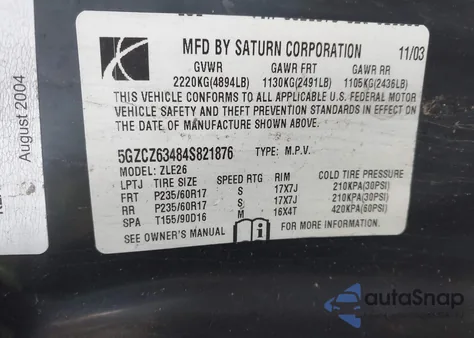 MFD BY SATURN CORPORATION 11/03
GVWR GAWR FRT GAWR RR
2220KG(4894LB) 1130KG(2491LB) 1105KG(2436LB)
THIS VEHICLE CONFORMS TO ALL APPLICABLE U.S. FEDERAL MOTOR
VEHICLE SAFETY AND THEFT PREVENTION STANDARDS IN EFFECT ON
THE DATE OF MANUFACTURE SHOWN ABOVE.
5GZCZ63484S821876 TYPE: M.P.V.
MODEL: ZLE26
LPTJ TIRE SIZE SPEED RTG RIM COLD TIRE PRESSURE
FRT P235/60R17 S 17X7J 210KPA(30PSI)
RR P235/60R17 S 17X7J 210KPA(30PSI)
SPA T155/90D16 M 16X4T 420KPA(60PSI)
SEE OWNER'S MANUAL FOR MORE INFORMATION.
August 2004
autoSnap